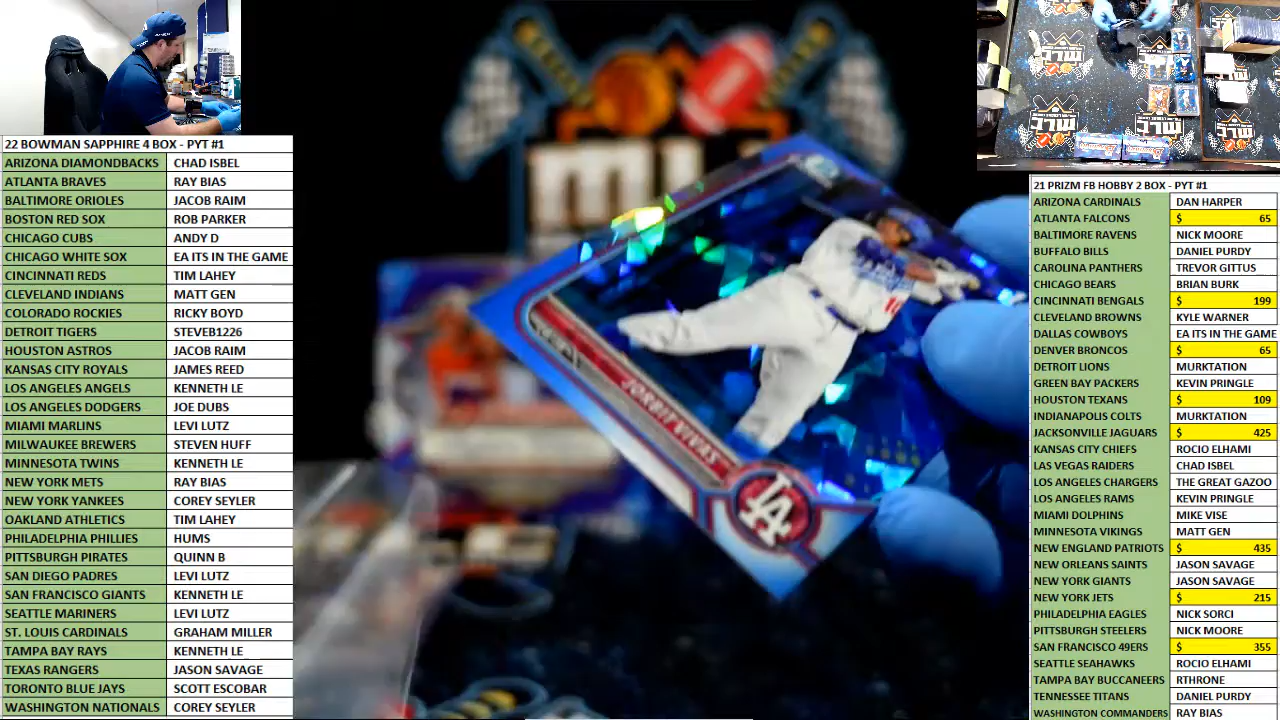 22 BOWMAN SAPPHIRE 4 BOX - PYT #1
ARIZONA DIAMONDBACKS CHAD ISBEL
ATLANTA BRAVES RAY BIAS
BALTIMORE ORIOLES JACOB RAIM
BOSTON RED SOX ROB PARKER
CHICAGO CUBS ANDY D
CHICAGO WHITE SOX EA ITS IN THE GAME
CINCINNATI REDS TIM LAHEY
CLEVELAND INDIANS MATT GEN
COLORADO ROCKIES RICKY BOYD
DETROIT TIGERS STEVEB1226
HOUSTON ASTROS JACOB RAIM
KANSAS CITY ROYALS JAMES REED
LOS ANGELES ANGELS KENNETH LE
LOS ANGELES DODGERS JOE DUBS
MIAMI MARLINS LEVI LUTZ
MILWAUKEE BREWERS STEVEN HUFF
MINNESOTA TWINS KENNETH LE
NEW YORK METS RAY BIAS
NEW YORK YANKEES COREY SEYLER
OAKLAND ATHLETICS TIM LAHEY
PHILADELPHIA PHILLIES HUMS
PITTSBURGH PIRATES QUINN B
SAN DIEGO PADRES LEVI LUTZ
SAN FRANCISCO GIANTS KENNETH LE
SEATTLE MARINERS LEVI LUTZ
ST. LOUIS CARDINALS GRAHAM MILLER
TAMPA BAY RAYS KENNETH LE
TEXAS RANGERS JASON SAVAGE
TORONTO BLUE JAYS SCOTT ESCOBAR
WASHINGTON NATIONALS COREY SEYLER
JORBIT VIVAS
LA
21 PRIZM FB HOBBY 2 BOX - PYT #1
ARIZONA CARDINALS DAN HARPER
ATLANTA FALCONS $ 65
BALTIMORE RAVENS NICK MOORE
BUFFALO BILLS DANIEL PURDY
CAROLINA PANTHERS TREVOR GITTUS
CHICAGO BEARS BRIAN BURK
CINCINNATI BENGALS $ 199
CLEVELAND BROWNS KYLE WARNER
DALLAS COWBOYS EA ITS IN THE GAME
DENVER BRONCOS $ 65
DETROIT LIONS MURKTATION
GREEN BAY PACKERS KEVIN PRINGLE
HOUSTON TEXANS $ 109
INDIANAPOLIS COLTS MURKTATION
JACKSONVILLE JAGUARS $ 425
KANSAS CITY CHIEFS ROCIO ELHAMI
LAS VEGAS RAIDERS CHAD ISBEL
LOS ANGELES CHARGERS THE GREAT GAZOO
LOS ANGELES RAMS KEVIN PRINGLE
MIAMI DOLPHINS MIKE VISE
MINNESOTA VIKINGS MATT GEN
NEW ENGLAND PATRIOTS $ 435
NEW ORLEANS SAINTS JASON SAVAGE
NEW YORK GIANTS JASON SAVAGE
NEW YORK JETS $ 215
PHILADELPHIA EAGLES NICK SORCI
PITTSBURGH STEELERS NICK MOORE
SAN FRANCISCO 49ERS $ 355
SEATTLE SEAHAWKS ROCIO ELHAMI
TAMPA BAY BUCCANEERS RTHRONE
TENNESSEE TITANS DANIEL PURDY
WASHINGTON COMMANDERS RAY BIAS